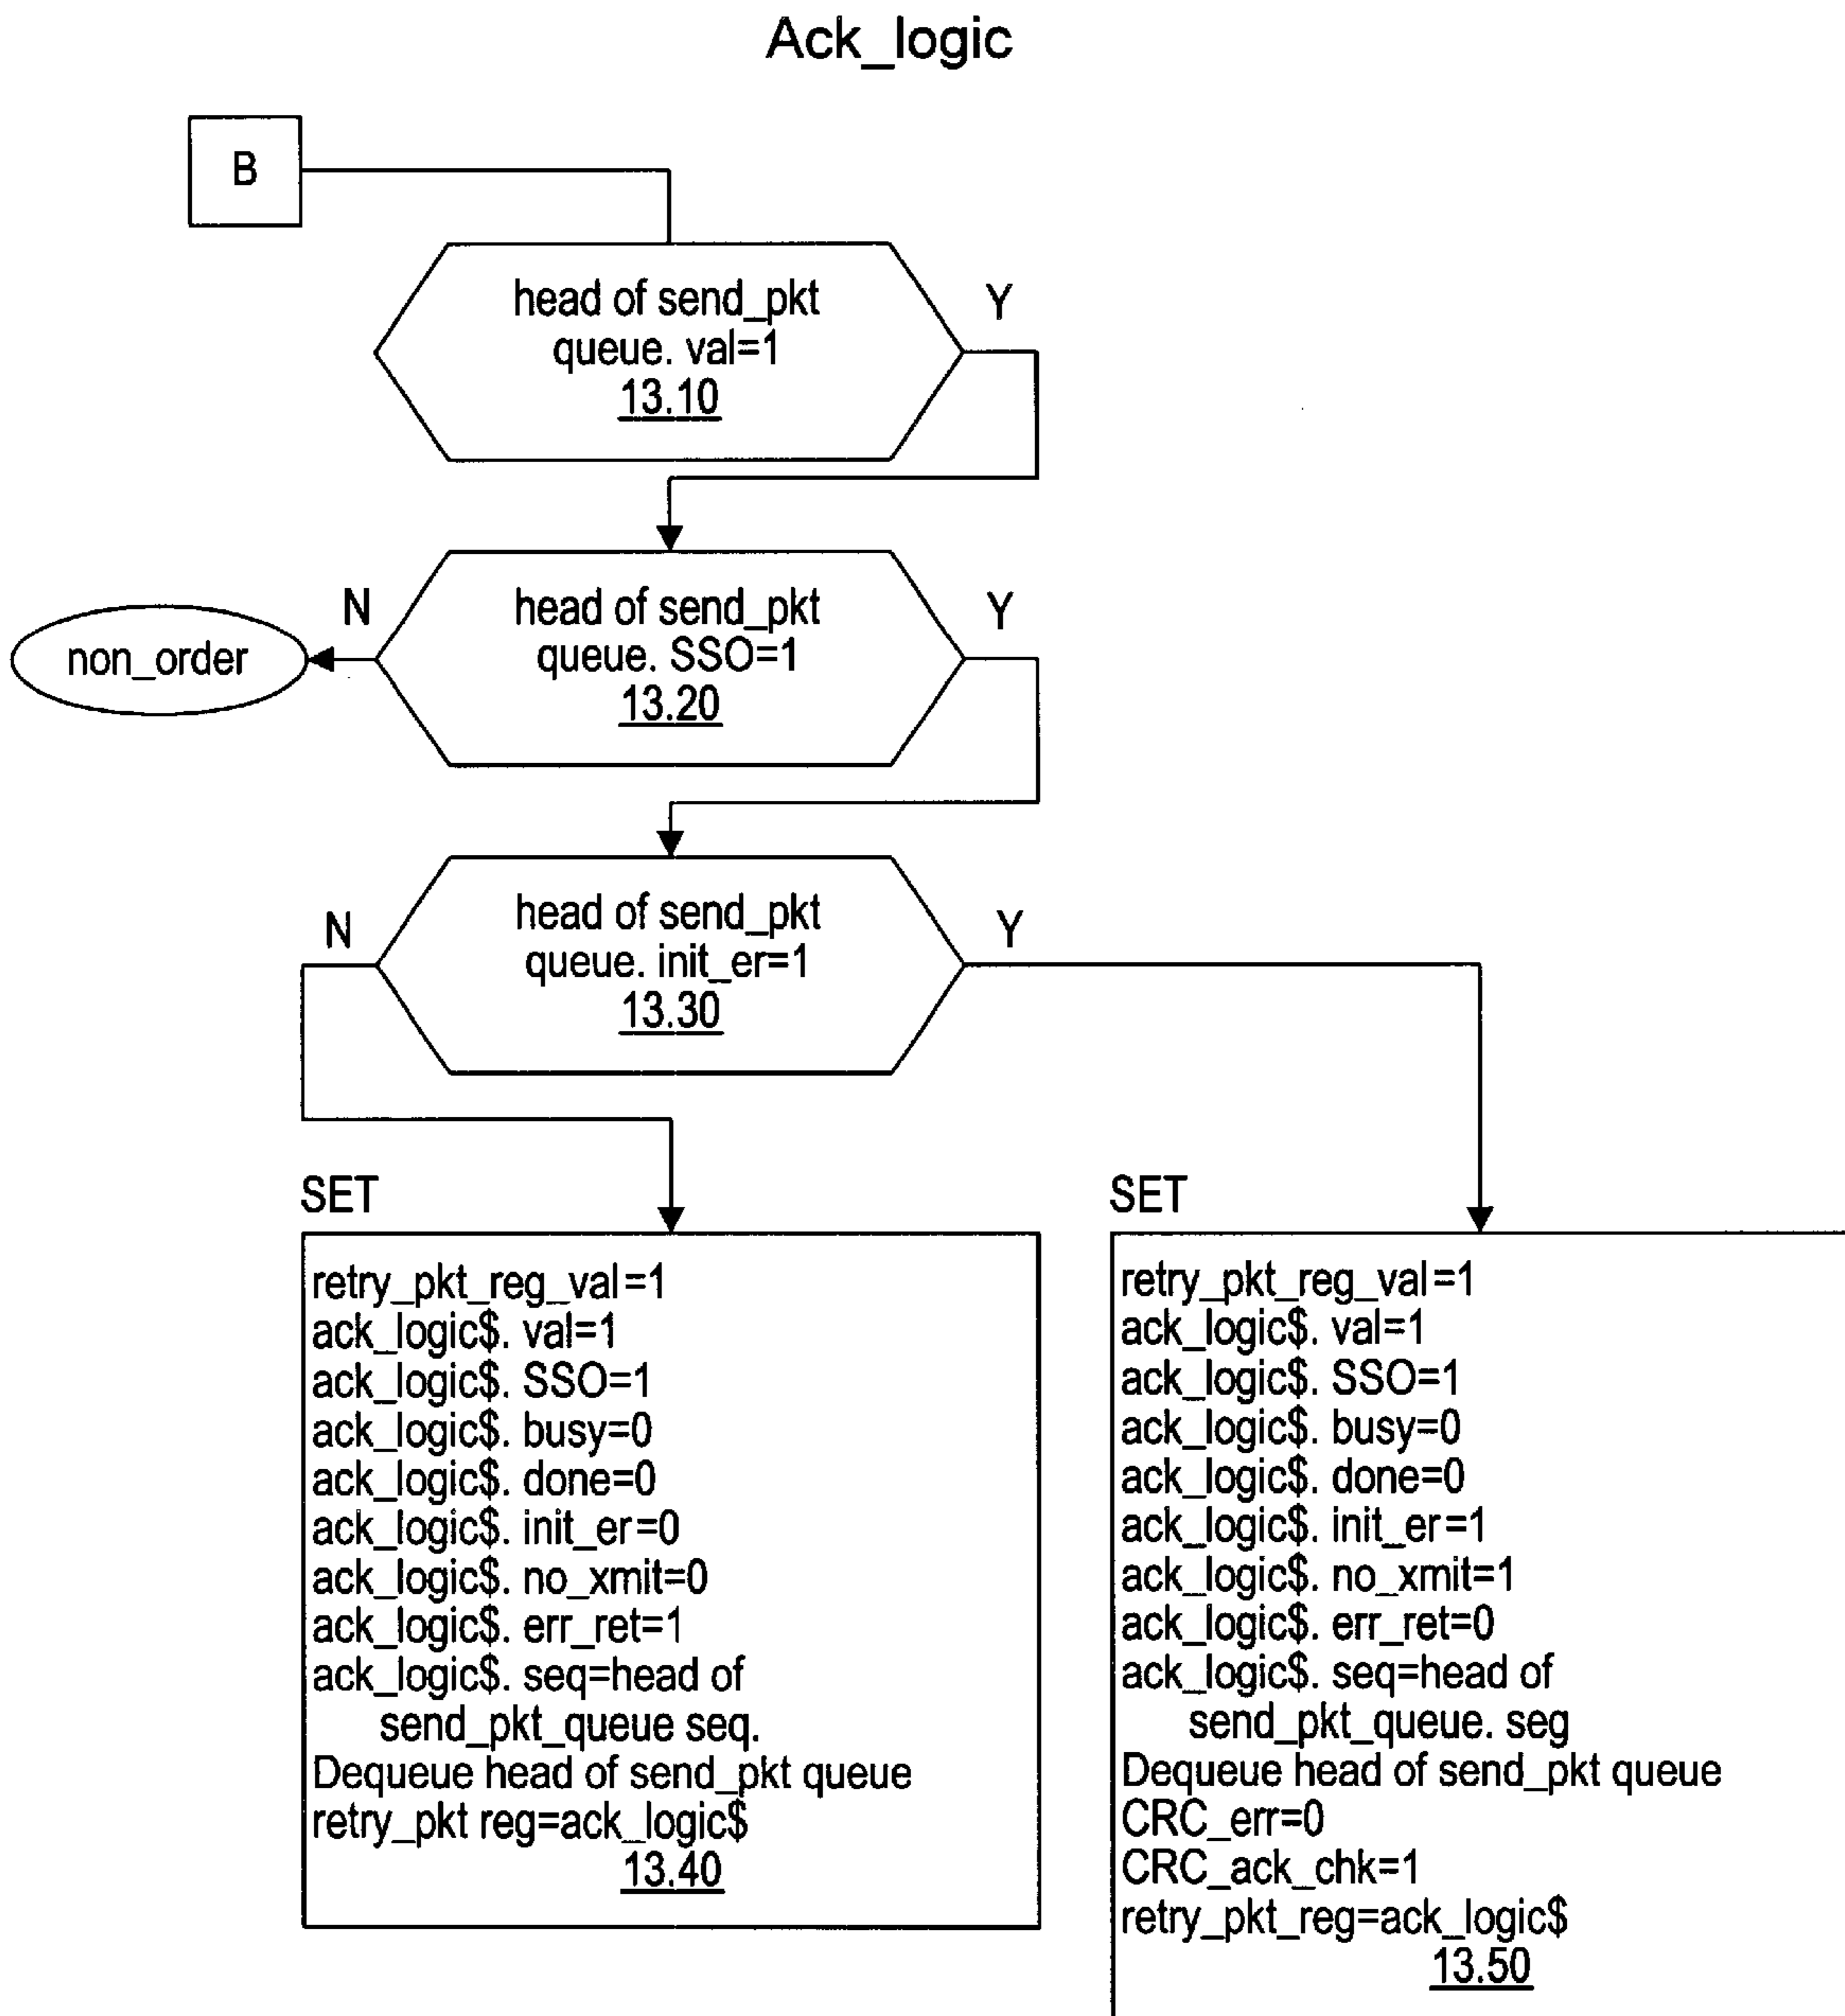 Ack_logic
B
head of send_pkt
queue. val=1
13.10
Y
N
head of send_pkt
queue. SSO=1
13.20
Y
non_order
N
head of send_pkt
queue. init_er=1
13.30
Y
SET
retry_pkt_reg_val=1
ack_logic$. val=1
ack_logic$. SSO=1
ack_logic$. busy=0
ack_logic$. done=0
ack_logic$. init_er=0
ack_logic$. no_xmit=0
ack_logic$. err_ret=1
ack_logic$. seq=head of
send_pkt_queue seq.
Dequeue head of send_pkt queue
retry_pkt reg=ack_logic$
13.40
SET
retry_pkt_reg_val=1
ack_logic$. val=1
ack_logic$. SSO=1
ack_logic$. busy=0
ack_logic$. done=0
ack_logic$. init_er=1
ack_logic$. no_xmit=1
ack_logic$. err_ret=0
ack_logic$. seq=head of
send_pkt_queue. seg
Dequeue head of send_pkt queue
CRC_err=0
CRC_ack_chk=1
retry_pkt_reg=ack_logic$
13.50